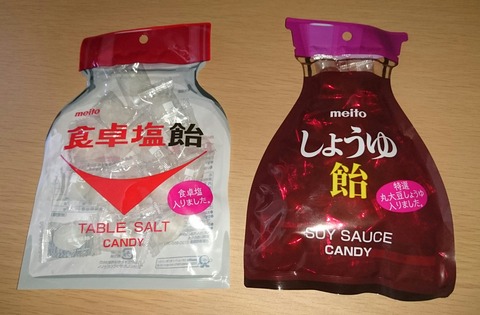 meito
食卓塩飴
食卓塩
入りました。
TABLE SALT
CANDY
meito
しょうゆ
飴
特選
丸大豆しょうゆ
入りました。
SOY SAUCE
CANDY